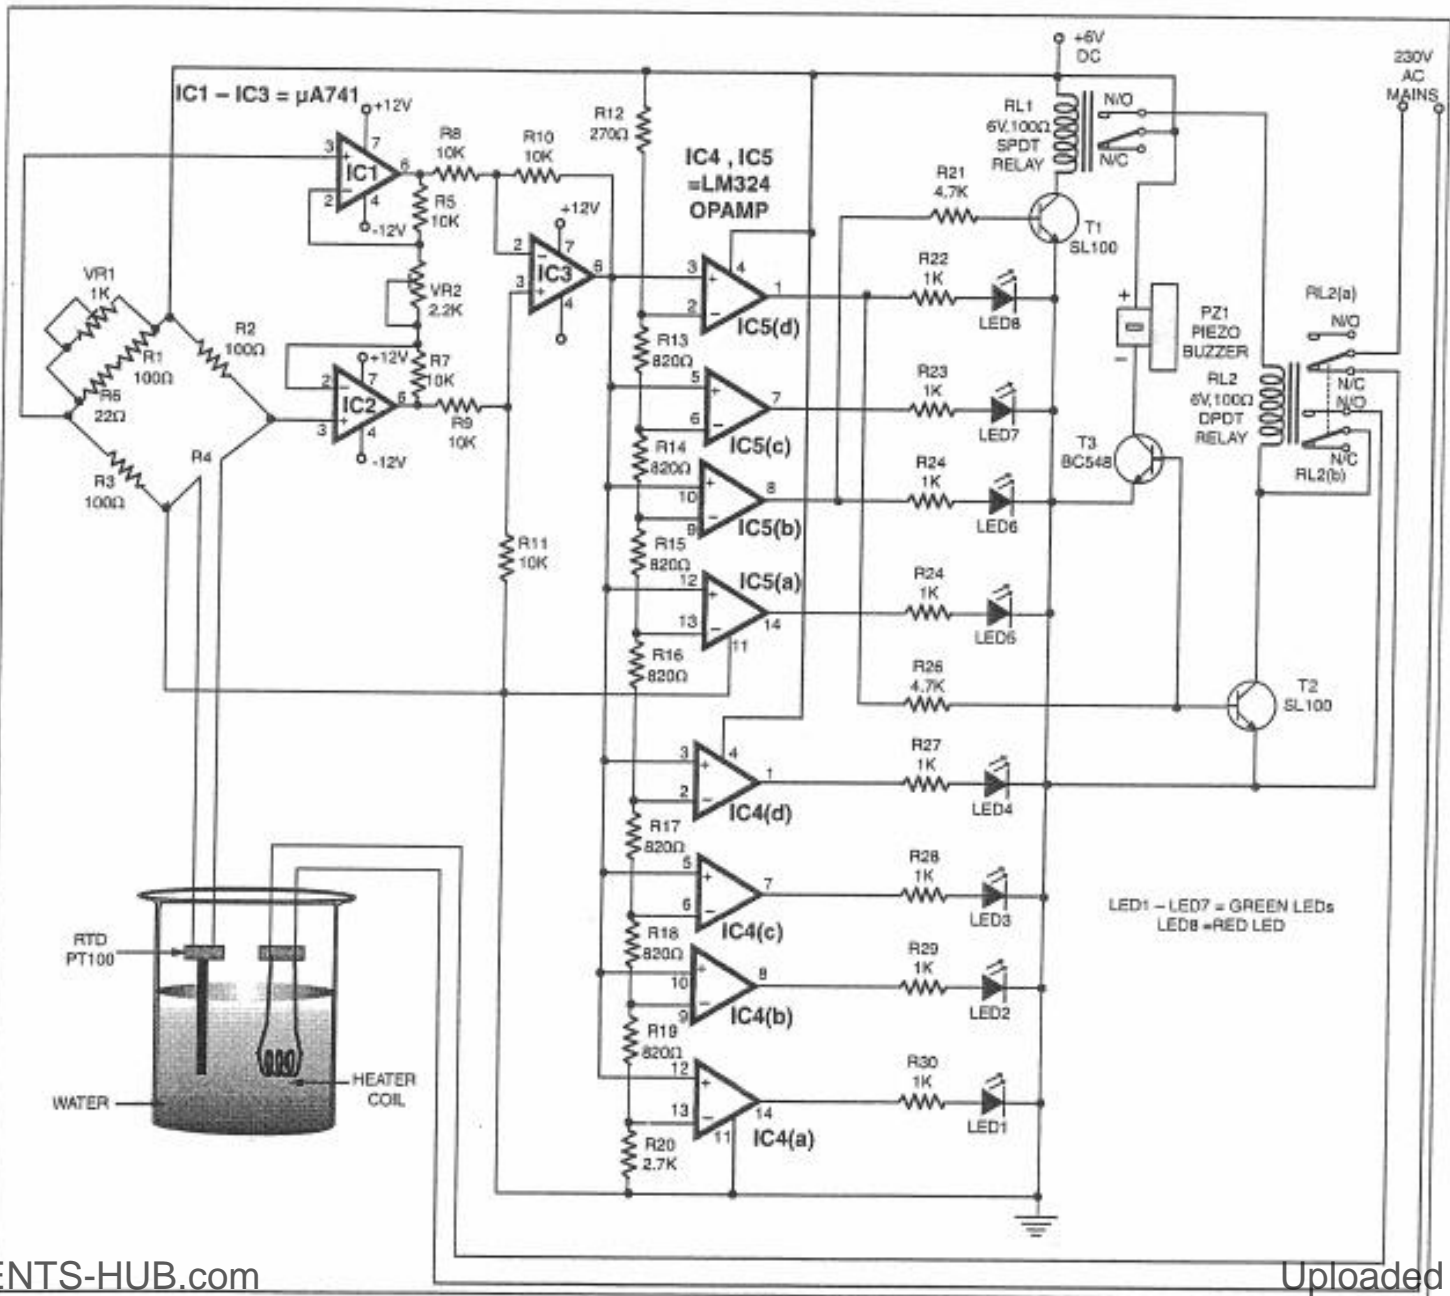 +6V
DC
230V
AC
MAINS
IC1 – IC3 = µA741
+12V
R8
10K
R10
10K
R12
270Ω
RL1
6V,100Ω
SPDT
RELAY
N/O
N/C
3
+
IC1
7
6
2
–
4
-12V
R5
10K
IC4 , IC5
=LM324
OPAMP
R21
4.7K
T1
SL100
+12V
2
–
7
IC3
6
3
+
4
VR1
1K
VR2
2.2K
3
+
4
1
2
–
IC5(d)
R22
1K
LED8
+
–
PZ1
PIEZO
BUZZER
RL2(a)
N/O
N/C
N/O
R2
100Ω
R1
100Ω
R6
22Ω
+12V
R7
10K
2
–
7
IC2
6
3
+
4
-12V
R9
10K
R13
820Ω
5
+
7
6
–
IC5(c)
R23
1K
LED7
RL2
6V,100Ω
DPDT
RELAY
N/C
RL2(b)
R3
100Ω
R4
R14
820Ω
+
10
8
–
9
IC5(b)
R24
1K
LED6
T3
BC548
R11
10K
R15
820Ω
IC5(a)
12
+
13
–
14
11
R24
1K
LED5
R16
820Ω
R26
4.7K
T2
SL100
3
+
4
1
2
–
IC4(d)
R27
1K
LED4
R17
820Ω
5
+
7
6
–
IC4(c)
R28
1K
LED3
LED1 – LED7 = GREEN LEDs
LED8 =RED LED
RTD
PT100
R18
820Ω
+
10
8
–
9
IC4(b)
R29
1K
LED2
R19
820Ω
12
+
13
–
14
11
IC4(a)
R30
1K
LED1
HEATER
COIL
WATER
R20
2.7K
ENTS-HUB.com
Uploaded